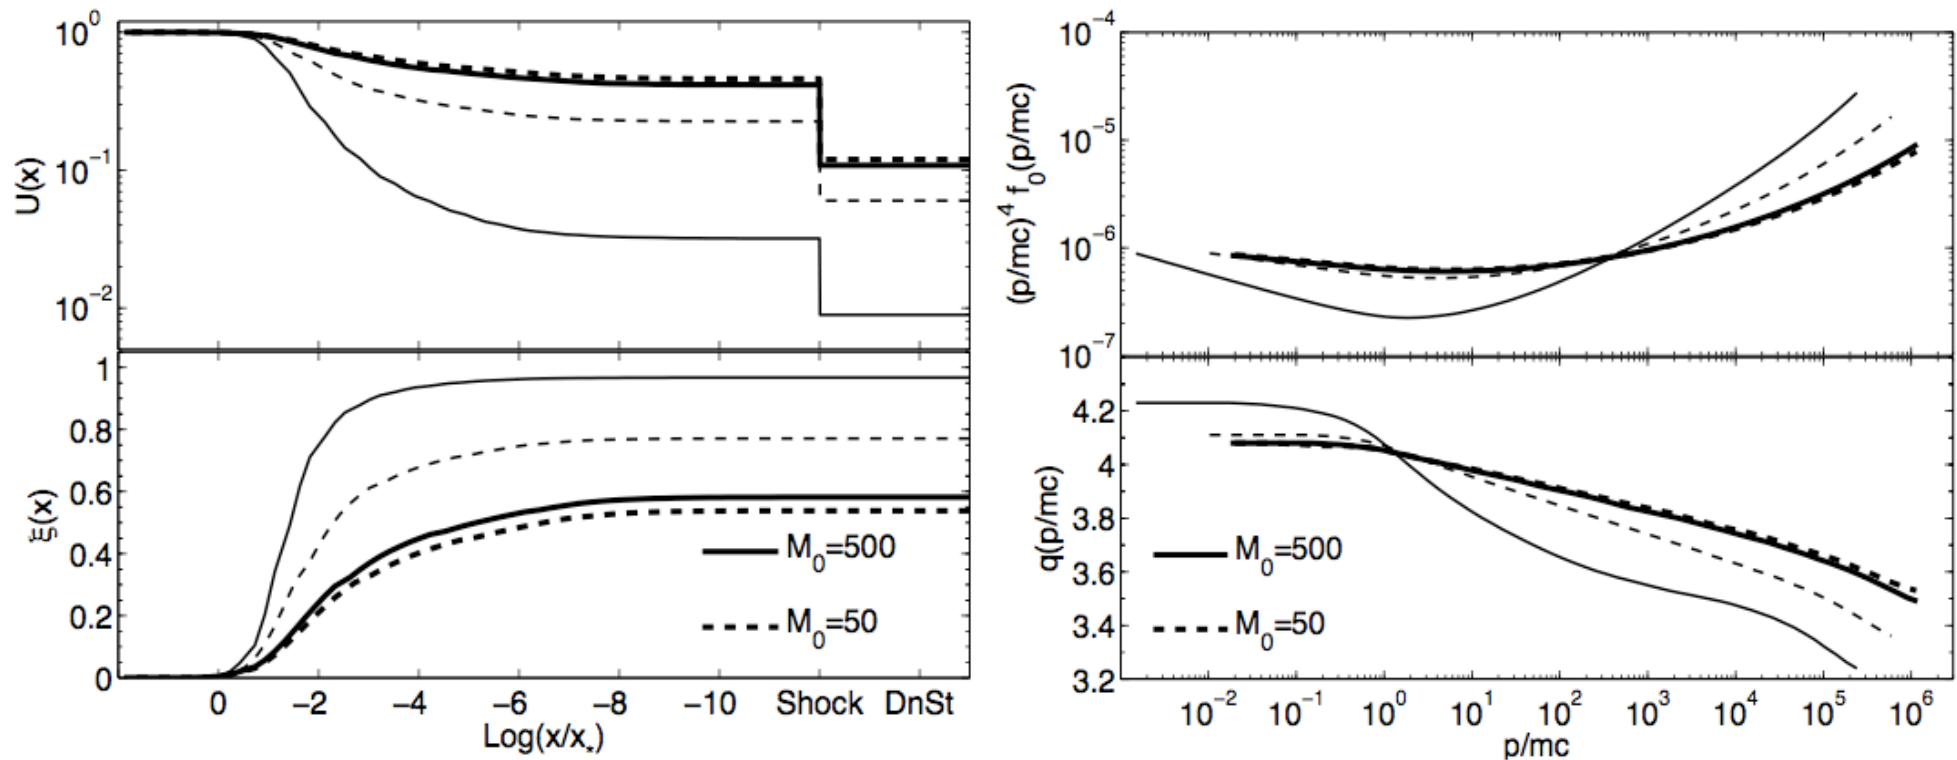 10^0
10^−1
10^−2
U(x)
1
0.8
0.6
0.4
0.2
0
ξ(x)
M_0=500
M_0=50
0 −2 −4 −6 −8 −10 Shock DnSt
Log(x/x_*)
10^−4
10^−5
10^−6
10^−7
(p/mc)^4 f_0(p/mc)
4.2
4
3.8
3.6
3.4
3.2
q(p/mc)
M_0=500
M_0=50
10^−2 10^−1 10^0 10^1 10^2 10^3 10^4 10^5 10^6
p/mc